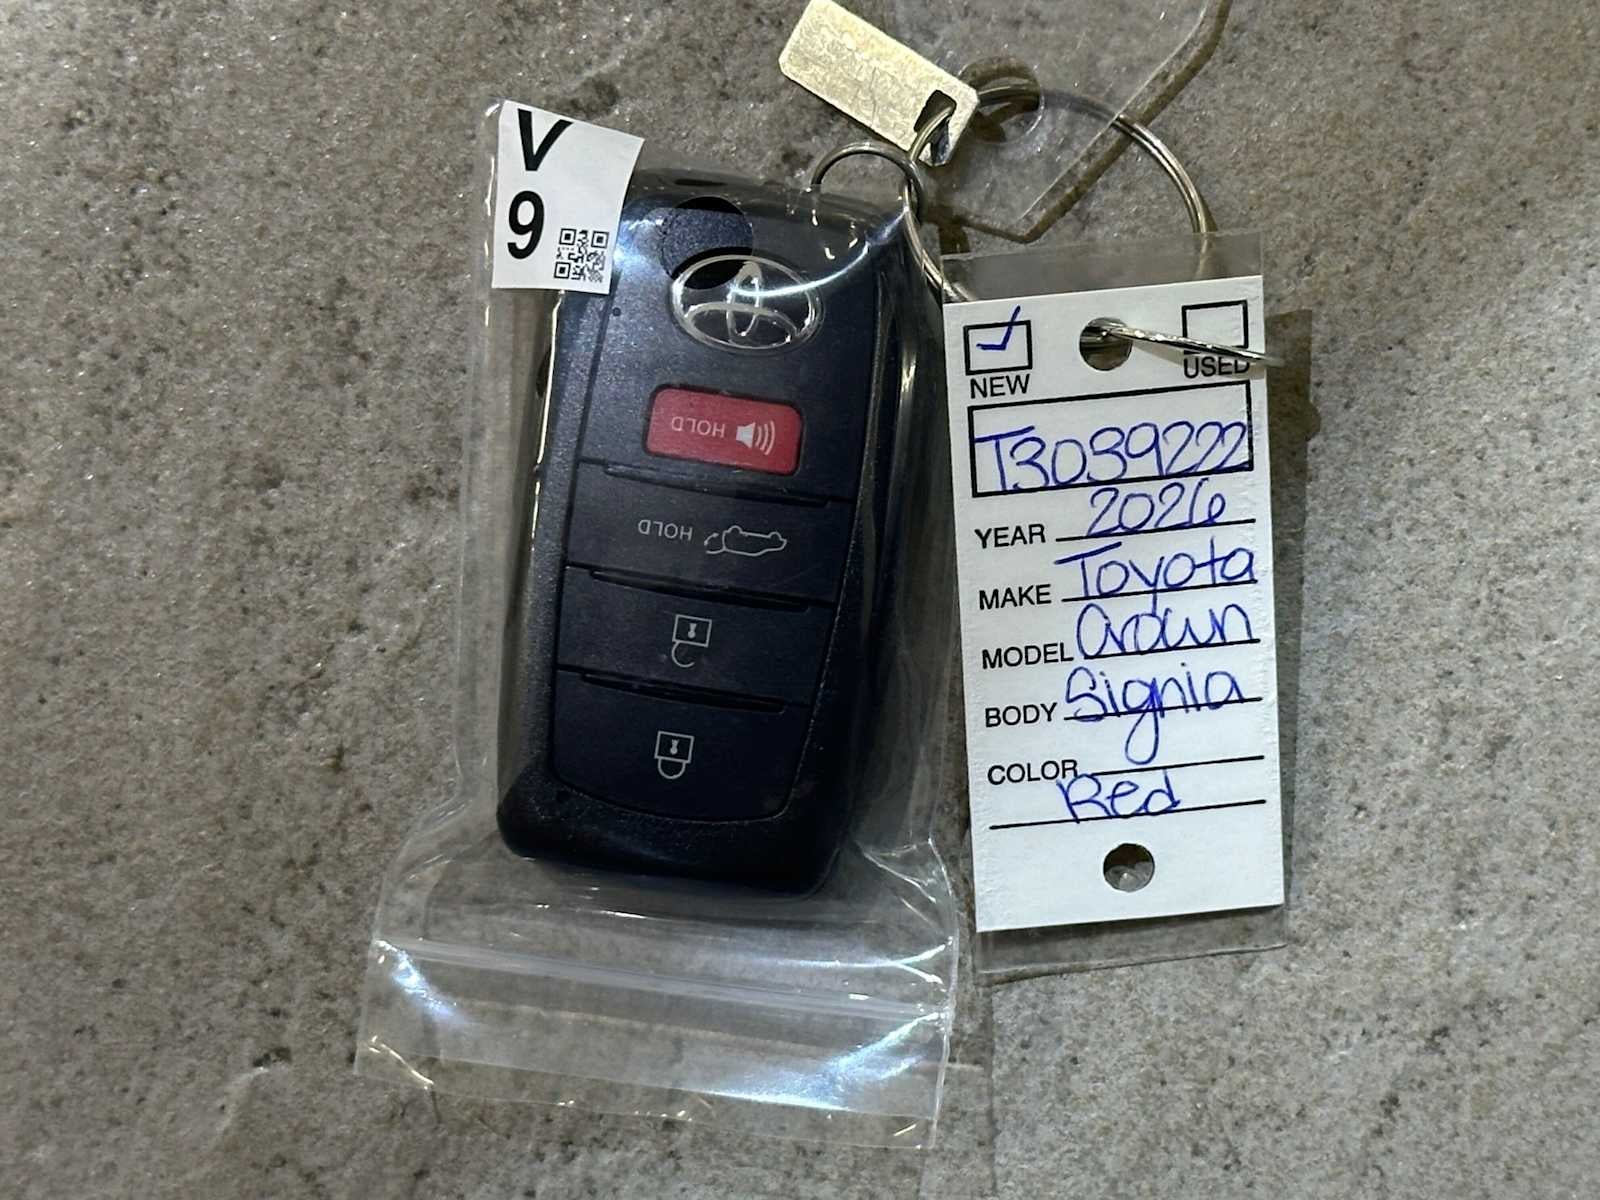 V
9
HOLD
HOLD
NEW
USED
T3039222
YEAR 2026
MAKE Toyota
MODEL Crown
BODY Signia
COLOR
Red